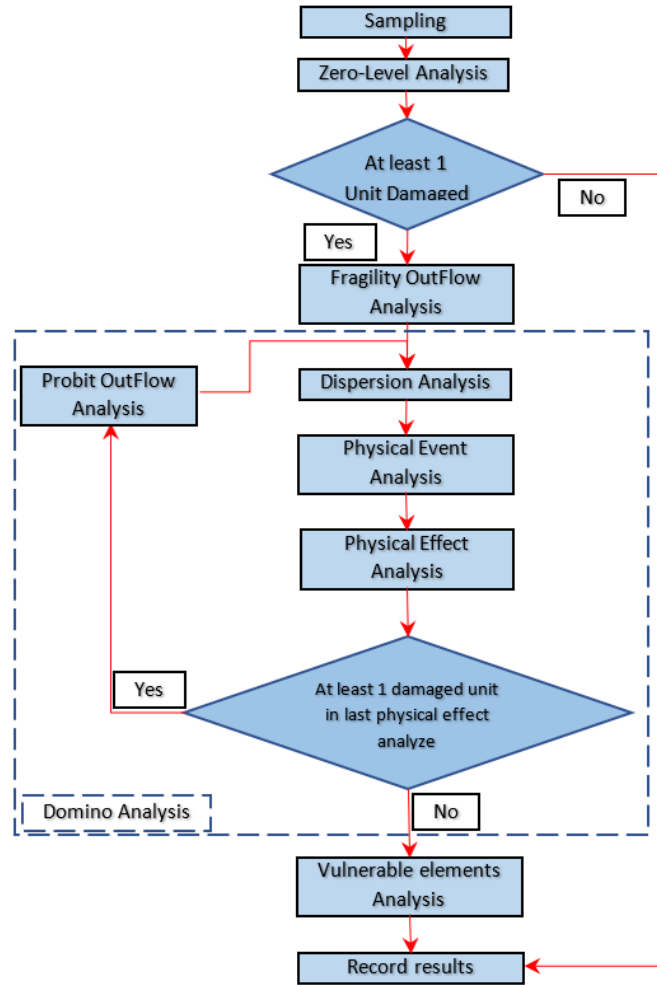 Sampling
Zero-Level Analysis
At least 1
Unit Damaged
No
Yes
Fragility OutFlow
Analysis
Probit OutFlow
Analysis
Dispersion Analysis
Physical Event
Analysis
Physical Effect
Analysis
Yes
At least 1 damaged unit
in last physical effect
analyze
Domino Analysis
No
Vulnerable elements
Analysis
Record results